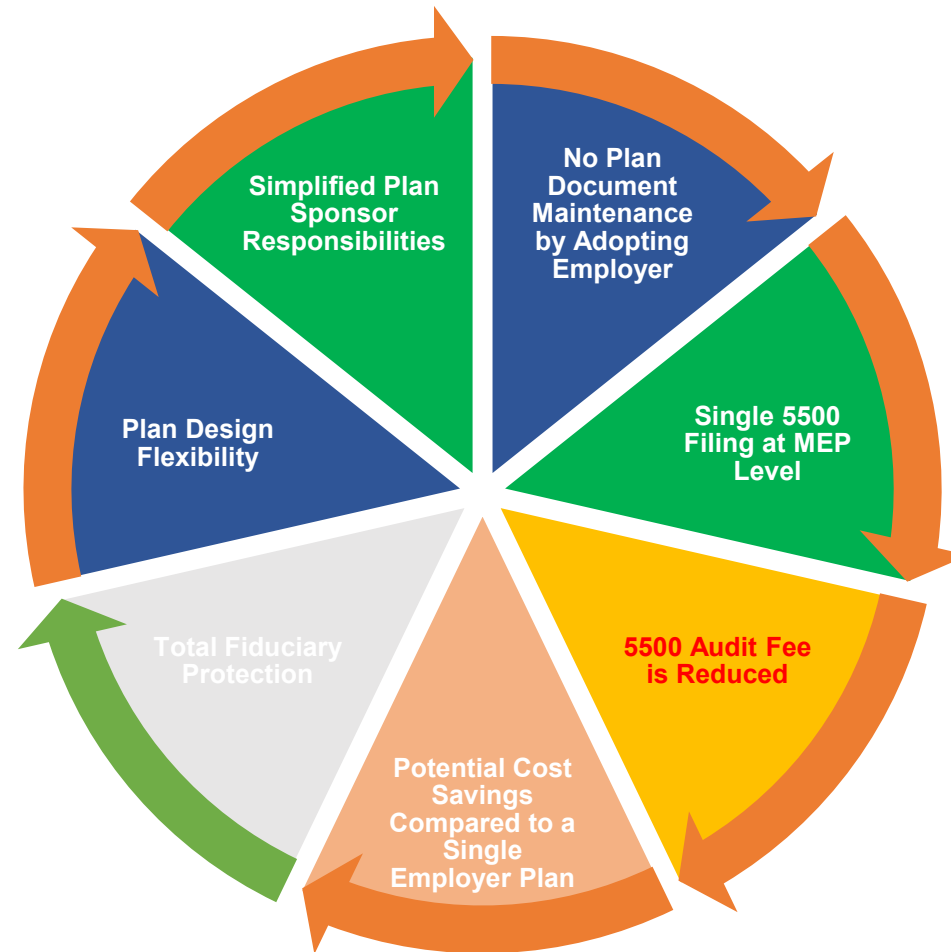 No Plan
Document
Maintenance
by Adopting
Employer
Single 5500
Filing at MEP
Level
5500 Audit Fee
is Reduced
Potential Cost
Savings
Compared to a
Single
Employer Plan
Total Fiduciary
Protection
Plan Design
Flexibility
Simplified Plan
Sponsor
Responsibilities